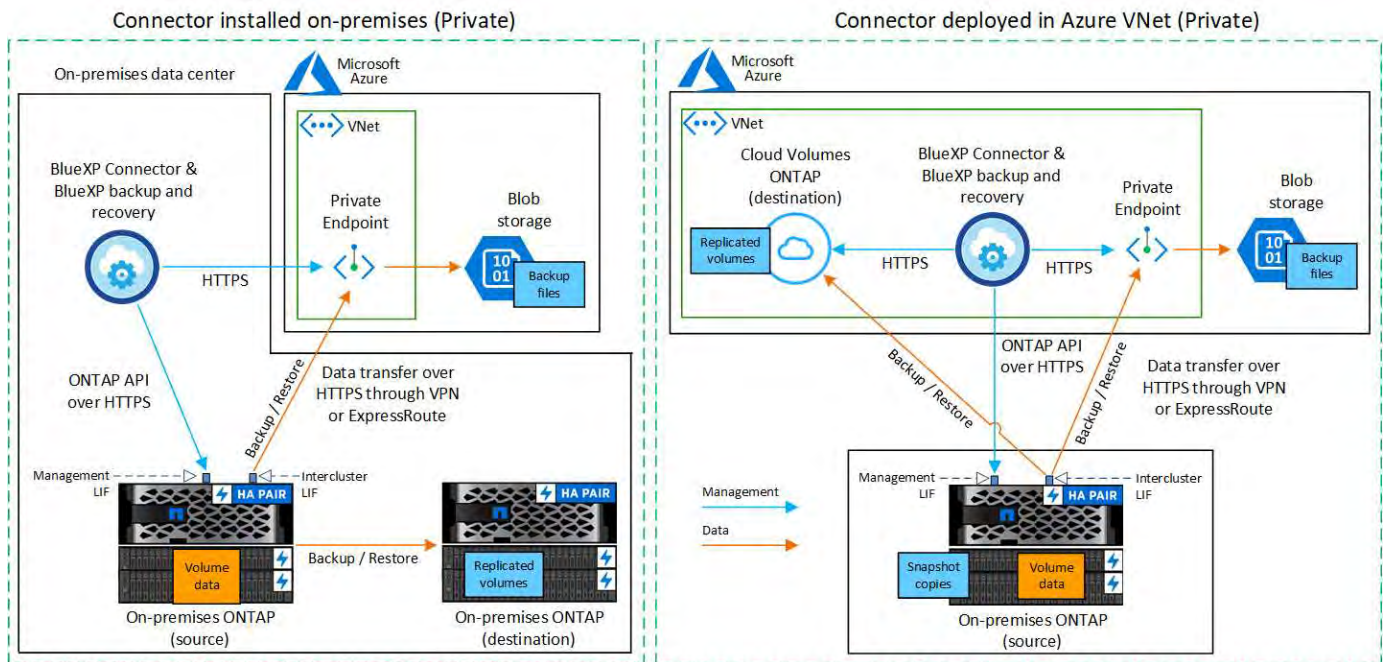 Connector installed on-premises (Private)
On-premises data center
Microsoft
Azure
VNet
BlueXP Connector &
BlueXP backup and
recovery
Private
Endpoint
Blob
storage
10
01
Backup
files
HTTPS
ONTAP API
over HTTPS
Backup / Restore
Data transfer over
HTTPS through VPN
or ExpressRoute
Management
LIF
Intercluster
LIF
HA PAIR
HA PAIR
Volume
data
Backup / Restore
Replicated
volumes
On-premises ONTAP
(source)
On-premises ONTAP
(destination)
Connector deployed in Azure VNet (Private)
Microsoft
Azure
VNet
Cloud Volumes
ONTAP
(destination)
BlueXP Connector &
BlueXP backup and
recovery
Private
Endpoint
Blob
storage
Replicated
volumes
HTTPS
HTTPS
10
01
Backup
files
Backup / Restore
ONTAP API
over HTTPS
Backup / Restore
Data transfer over
HTTPS through VPN
or ExpressRoute
Management
Data
Management
LIF
Intercluster
LIF
HA PAIR
Snapshot
copies
Volume
data
On-premises ONTAP
(source)